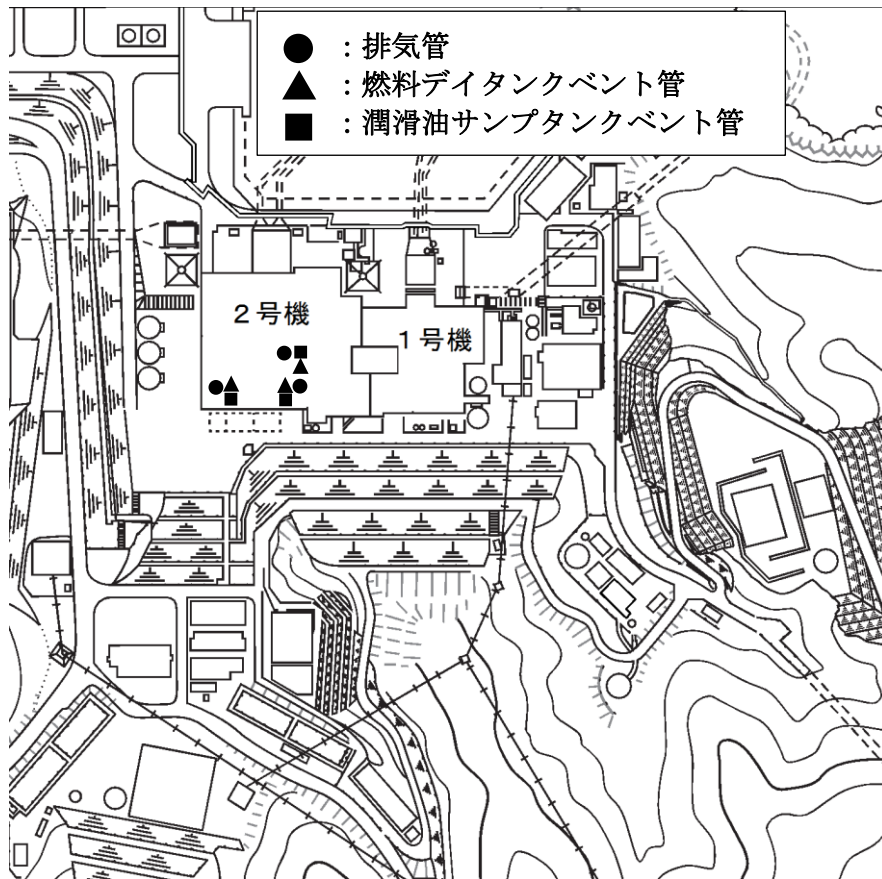 ● : 排気管
▲ : 燃料デイタンクベント管
■ : 潤滑油サンプタンクベント管
2号機
1号機